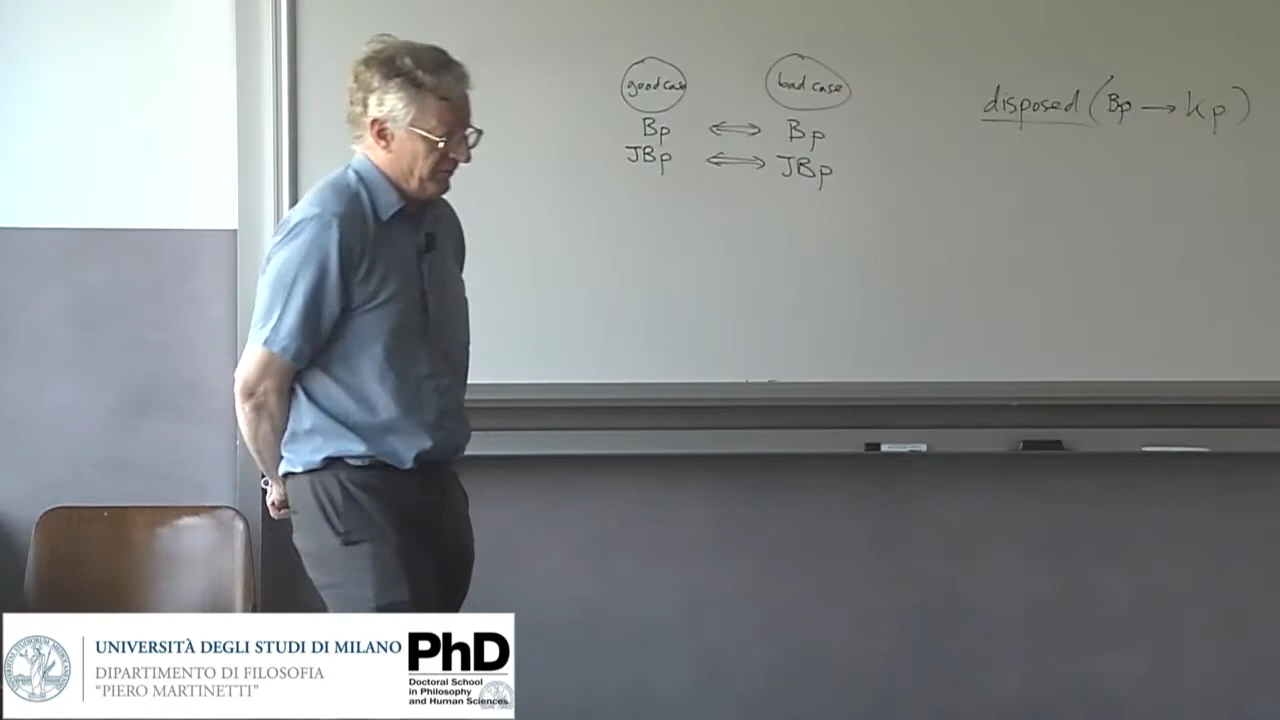 good case bad case
Bp ⟺ Bp
JBp ⟺ JBp
disposed (Bp → Kp)
UNIVERSITÀ DEGLI STUDI DI MILANO
DIPARTIMENTO DI FILOSOFIA
“PIERO MARTINETTI”
PhD
Doctoral School
in Philosophy
and Human Sciences